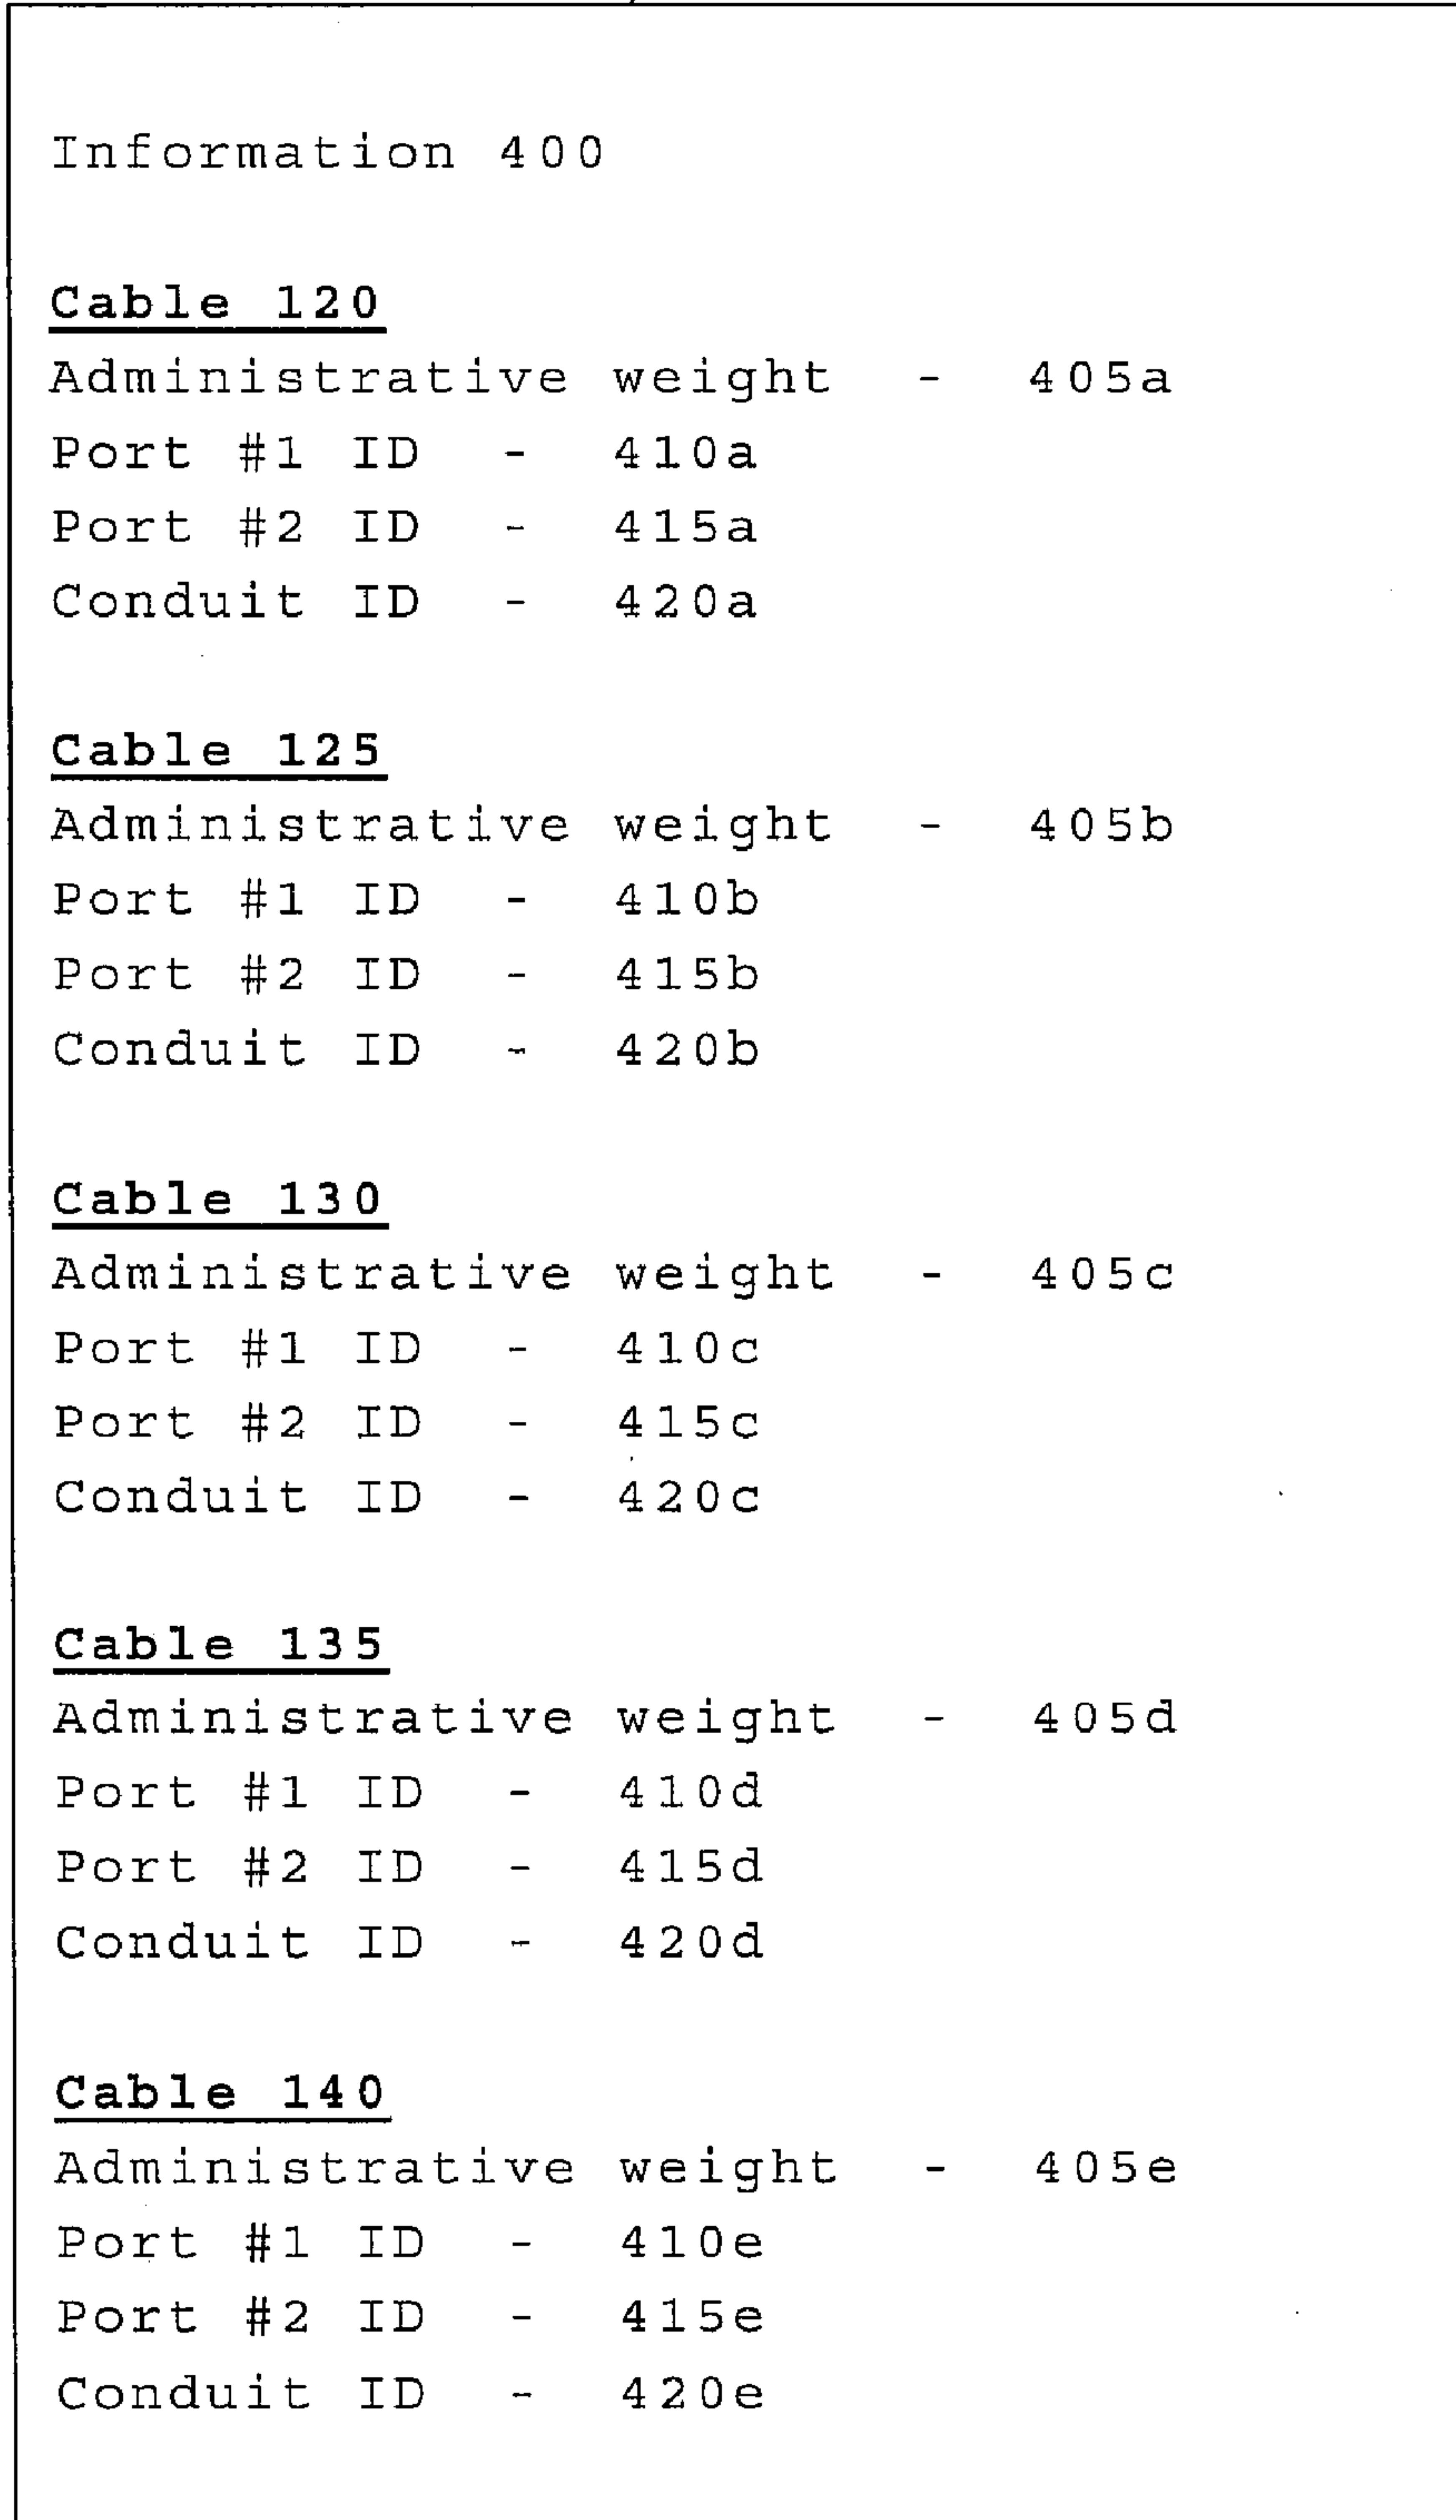 Information 400
Cable 120
Administrative weight - 405a
Port #1 ID - 410a
Port #2 ID - 415a
Conduit ID - 420a
Cable 125
Administrative weight - 405b
Port #1 ID - 410b
Port #2 ID - 415b
Conduit ID - 420b
Cable 130
Administrative weight - 405c
Port #1 ID - 410c
Port #2 ID - 415c
Conduit ID - 420c
Cable 135
Administrative weight - 405d
Port #1 ID - 410d
Port #2 ID - 415d
Conduit ID - 420d
Cable 140
Administrative weight - 405e
Port #1 ID - 410e
Port #2 ID - 415e
Conduit ID - 420e